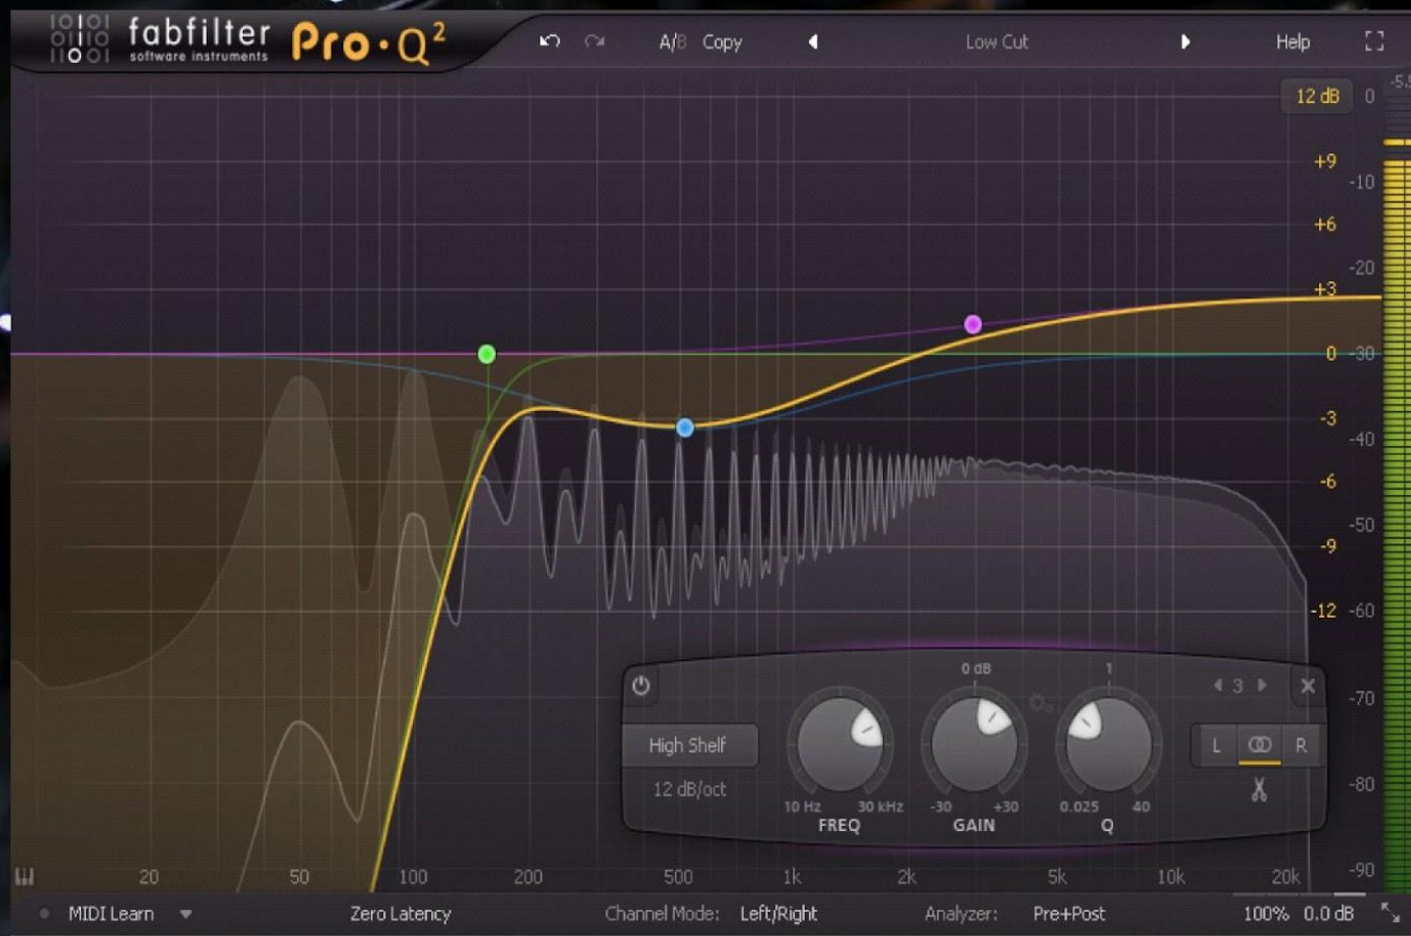 fabfilter
software instruments
Pro·Q²
A/B Copy Low Cut Help
12 dB 0
+9 -10
+6 -20
+3
0 -30
-3
-6 -40
-9 -50
-12 -60
-70
-80
-90
0 dB 1
3
High Shelf
12 dB/oct
L R
10 Hz 30 kHz -30 +30 0.025 40
FREQ GAIN Q
20 50 100 200 500 1k 2k 5k 10k 20k
MIDI Learn Zero Latency Channel Mode: Left/Right Analyzer: Pre+Post 100% 0.0 dB